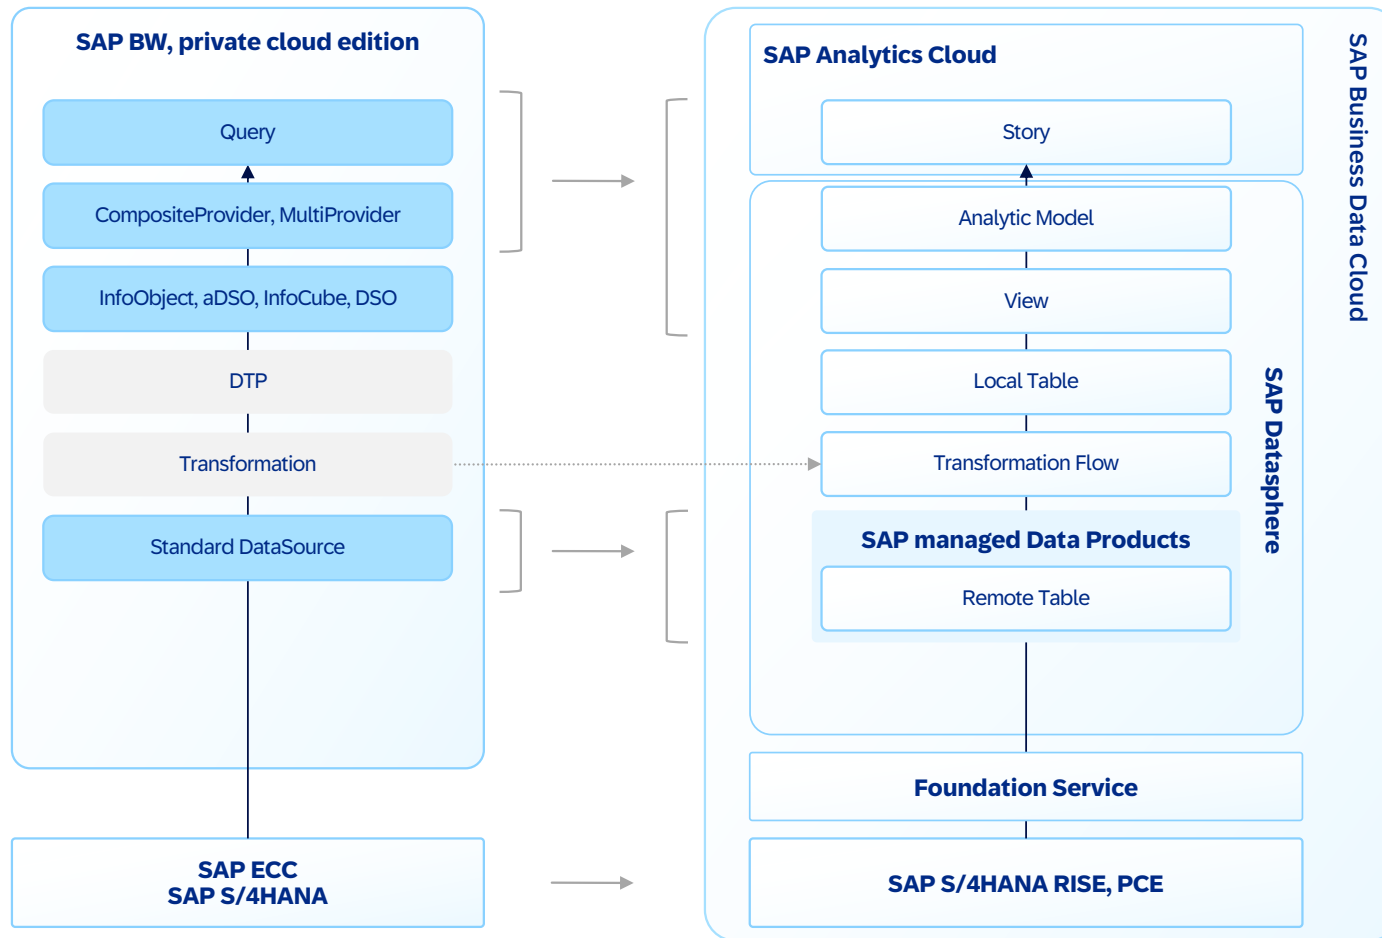 SAP BW, private cloud edition
Query
CompositeProvider, MultiProvider
InfoObject, aDSO, InfoCube, DSO
DTP
Transformation
Standard DataSource
SAP ECC
SAP S/4HANA
SAP Analytics Cloud
Story
Analytic Model
View
Local Table
Transformation Flow
SAP managed Data Products
Remote Table
SAP Datasphere
Foundation Service
SAP S/4HANA RISE, PCE
SAP Business Data Cloud